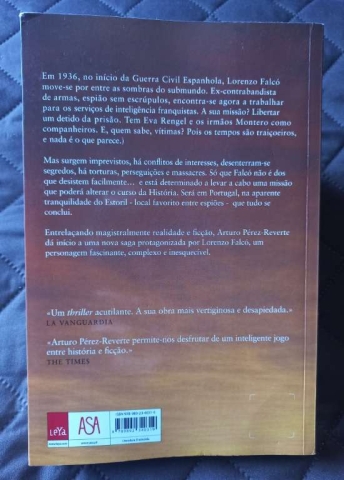 Em 1936, no início da Guerra Civil Espanhola, Lorenzo Falcó
move-se por entre as sombras do submundo. Ex-contrabandista
de armas, espião sem escrúpulos, encontra-se agora a trabalhar
para os serviços de inteligência franquistas. A sua missão? Libertar
um detido da prisão. Tem Eva Rengel e os irmãos Montero como
companheiros. E, quem sabe, vítimas? Pois os tempos são traiçoeiros,
e nada é o que parece.)
Mas surgem imprevistos, há conflitos de interesses, desenterram-se
segredos, há torturas, perseguições e massacres. Só que Falcó não é dos
que desistem facilmente... e está determinado a levar a cabo uma missão
que poderá alterar o curso da História. Será em Portugal, na aparente
tranquilidade do Estoril - local favorito entre espiões - que tudo se
conclui.
Entrelaçando magistralmente realidade e ficção, Arturo Pérez-Reverte
dá início a uma nova saga protagonizada por Lorenzo Falcó, um
personagem fascinante, complexo e inesquecível.
«Um thriller acutilante. A sua obra mais vertiginosa e desapiedada.»
LA VANGUARDIA
«Arturo Pérez-Reverte permite-nos desfrutar de um inteligente jogo
entre história e ficção.»
THE TIMES
LeYa
ASA